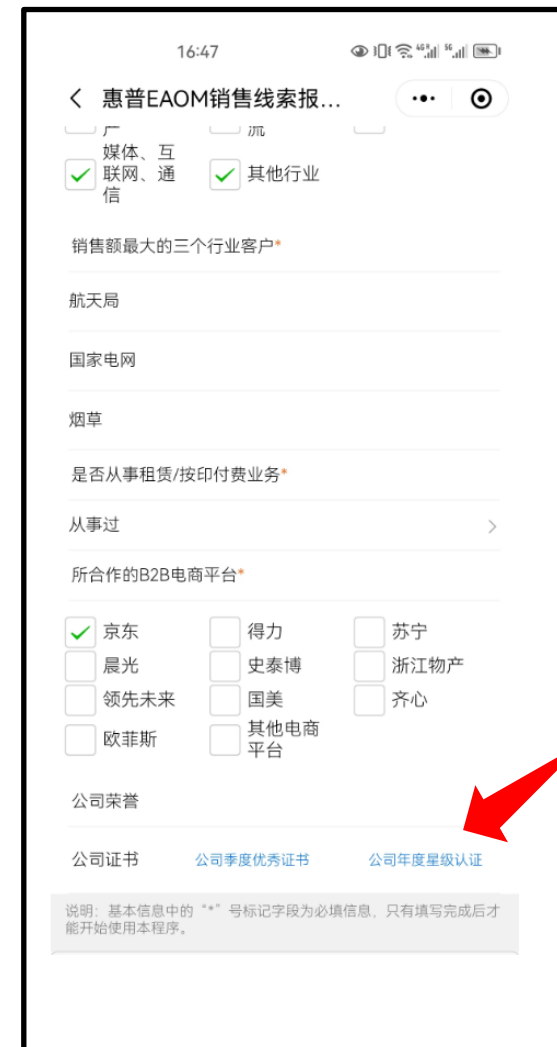 16:47
惠普EAOM销售线索报...
产 流
媒体、互
联网、通 其他行业
信
销售额最大的三个行业客户*
航天局
国家电网
烟草
是否从事租赁/按印付费业务*
从事过
所合作的B2B电商平台*
京东 得力 苏宁
晨光 史泰博 浙江物产
领先未来 国美 齐心
欧菲斯 其他电商
平台
公司荣誉
公司证书 公司季度优秀证书 公司年度星级认证
说明: 基本信息中的“*”号标记字段为必填信息, 只有填写完成后才
能开始使用本程序。